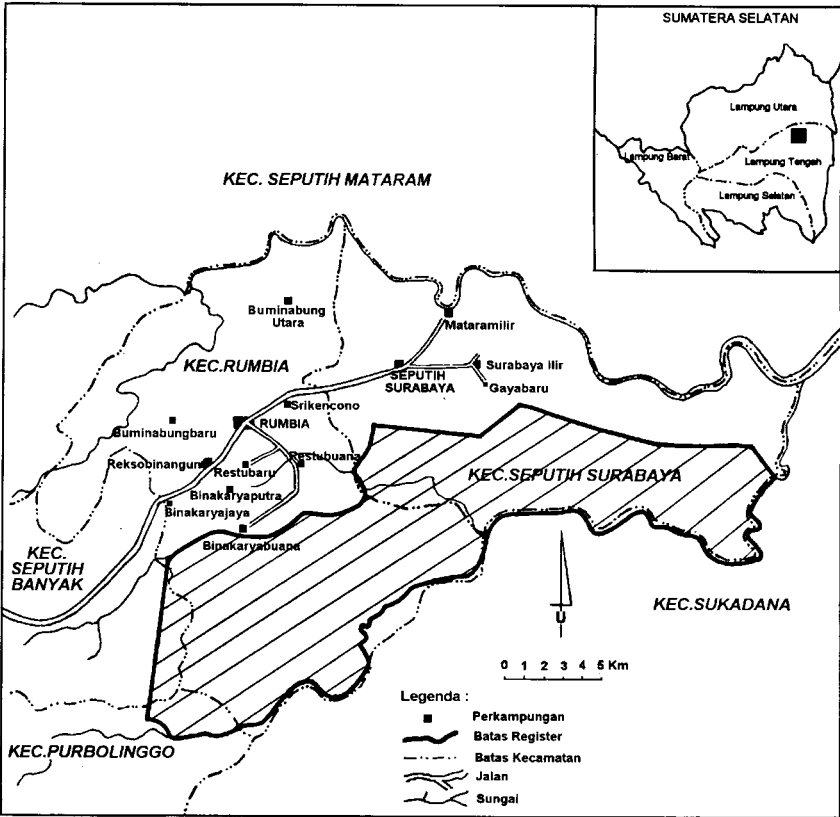 SUMATERA SELATAN
Lampung Utara
Lampung Barat
Lampung Tengah
Lampung Selatan
KEC. SEPUTIH MATARAM
Buminabung
Utara
Mataramilir
KEC.RUMBIA
SEPUTIH
SURABAYA
Surabaya Ilir
Gayabaru
Srikencono
RUMBIA
Buminabungbaru
Reksobinangun
Restubaru
Restubuana
KEC.SEPUTIH SURABAYA
Binakaryaputra
Binakaryajaya
Binakaryabuana
KEC.
SEPUTIH
BANYAK
KEC.SUKADANA
U
0 1 2 3 4 5 Km
Legenda :
Perkampungan
Batas Register
Batas Kecamatan
Jalan
Sungai
KEC.PURBOLINGGO